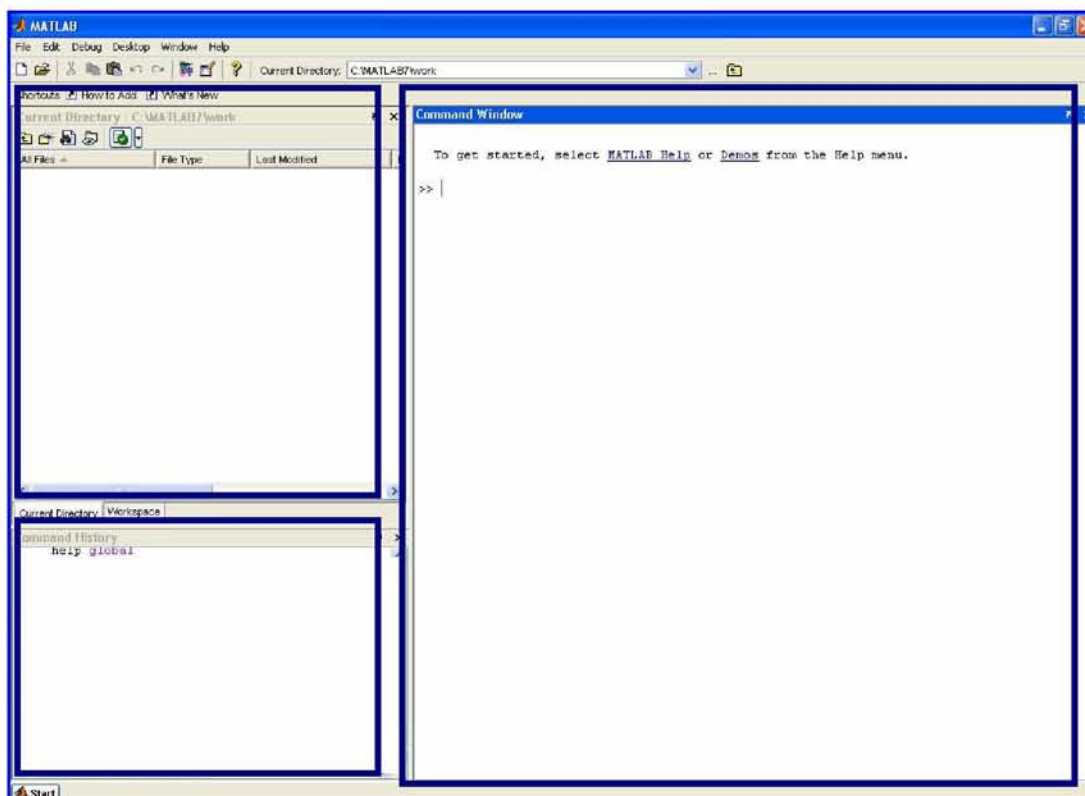 MATLAB
File Edit Debug Desktop Window Help
Current Directory: C:\MATLAB7\work
Shortcuts How to Add What's New
Current Directory - C:\MATLAB7\work
All Files File Type Last Modified
Current Directory Workspace
Command History
help global
Command Window
To get started, select MATLAB Help or Demos from the Help menu.
>>
Start